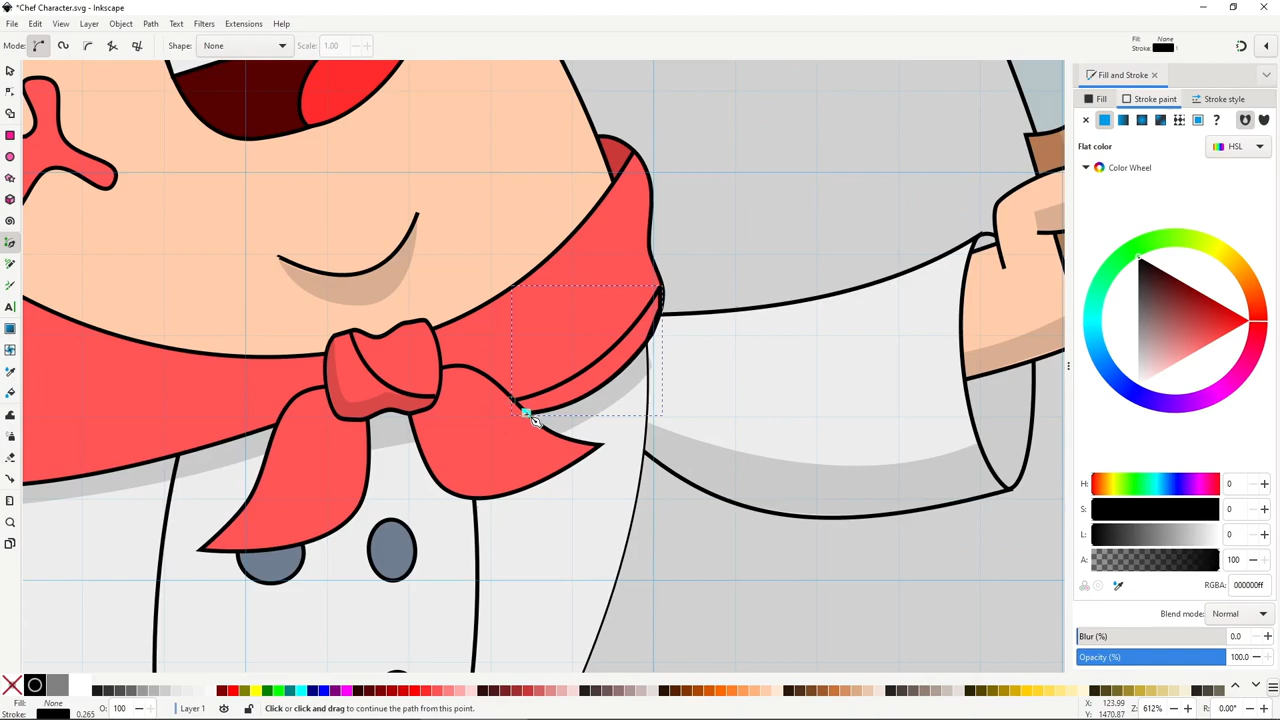 *Chef Character.svg - Inkscape
File Edit View Layer Object Path Text Filters Extensions Help
Mode: Shape: None Scale: 1.00
Fill: None
Stroke: 1
Fill and Stroke
Fill Stroke paint Stroke style
Flat color HSL
Color Wheel
H: 0
S: 0
L: 0
A: 100
RGBA: 000000ff
Blend mode: Normal
Blur (%) 0.0
Opacity (%) 100.0
Fill: None
Stroke: 0.265
O: 100
Layer 1
Click or click and drag to continue the path from this point.
X: 123.99
Y: 1470.87
Z: 612%
R: 0.00°